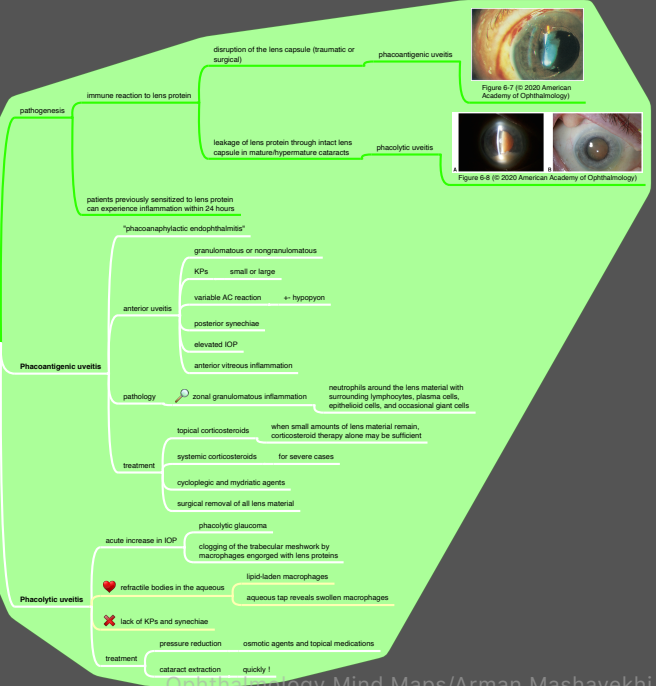 pathogenesis
immune reaction to lens protein
disruption of the lens capsule (traumatic or
surgical)
phacoantigenic uveitis
Figure 6-7 (© 2020 American
Academy of Ophthalmology)
leakage of lens protein through intact lens
capsule in mature/hypermature cataracts
phacolytic uveitis
A
B
Figure 6-8 (© 2020 American Academy of Ophthalmology)
patients previously sensitized to lens protein
can experience inflammation within 24 hours
Phacoantigenic uveitis
"phacoanaphylactic endophthalmitis"
anterior uveitis
granulomatous or nongranulomatous
KPs small or large
variable AC reaction +- hypopyon
posterior synechiae
elevated IOP
anterior vitreous inflammation
pathology
zonal granulomatous inflammation
neutrophils around the lens material with
surrounding lymphocytes, plasma cells,
epithelioid cells, and occasional giant cells
treatment
topical corticosteroids
when small amounts of lens material remain,
corticosteroid therapy alone may be sufficient
systemic corticosteroids for severe cases
cycloplegic and mydriatic agents
surgical removal of all lens material
Phacolytic uveitis
acute increase in IOP
phacolytic glaucoma
clogging of the trabecular meshwork by
macrophages engorged with lens proteins
refractile bodies in the aqueous
lipid-laden macrophages
aqueous tap reveals swollen macrophages
lack of KPs and synechiae
treatment
pressure reduction osmotic agents and topical medications
cataract extraction quickly !
Ophthalmology Mind Maps/Arman Mashayekhi